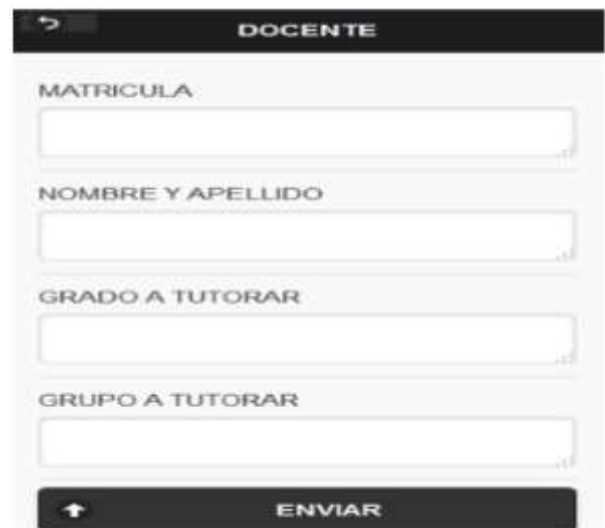 DOCENTE
MATRICULA
NOMBRE Y APELLIDO
GRADO A TUTORAR
GRUPO A TUTORAR
ENVIAR